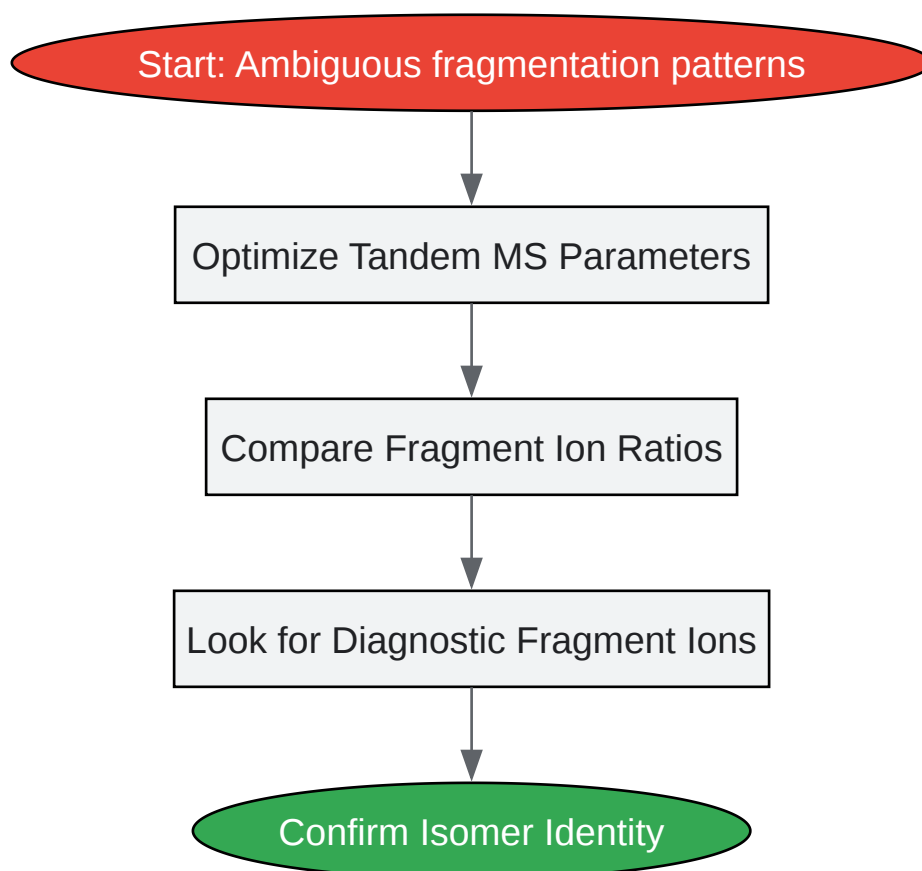 Start: Ambiguous fragmentation patterns
Optimize Tandem MS Parameters
Compare Fragment Ion Ratios
Look for Diagnostic Fragment Ions
Confirm Isomer Identity